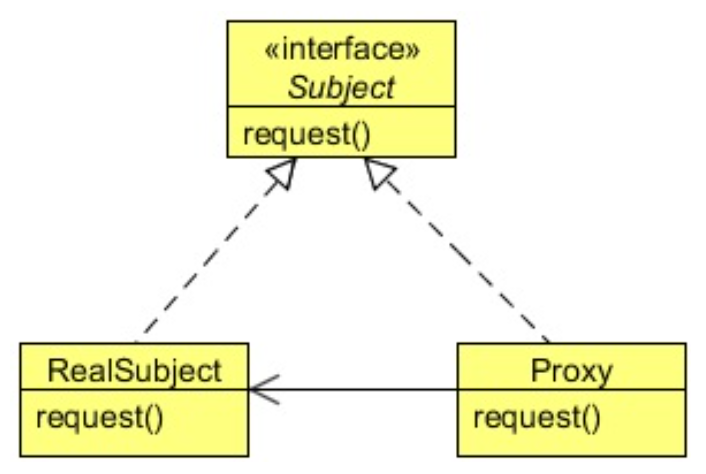 «interface»
Subject
request()
RealSubject
request()
Proxy
request()